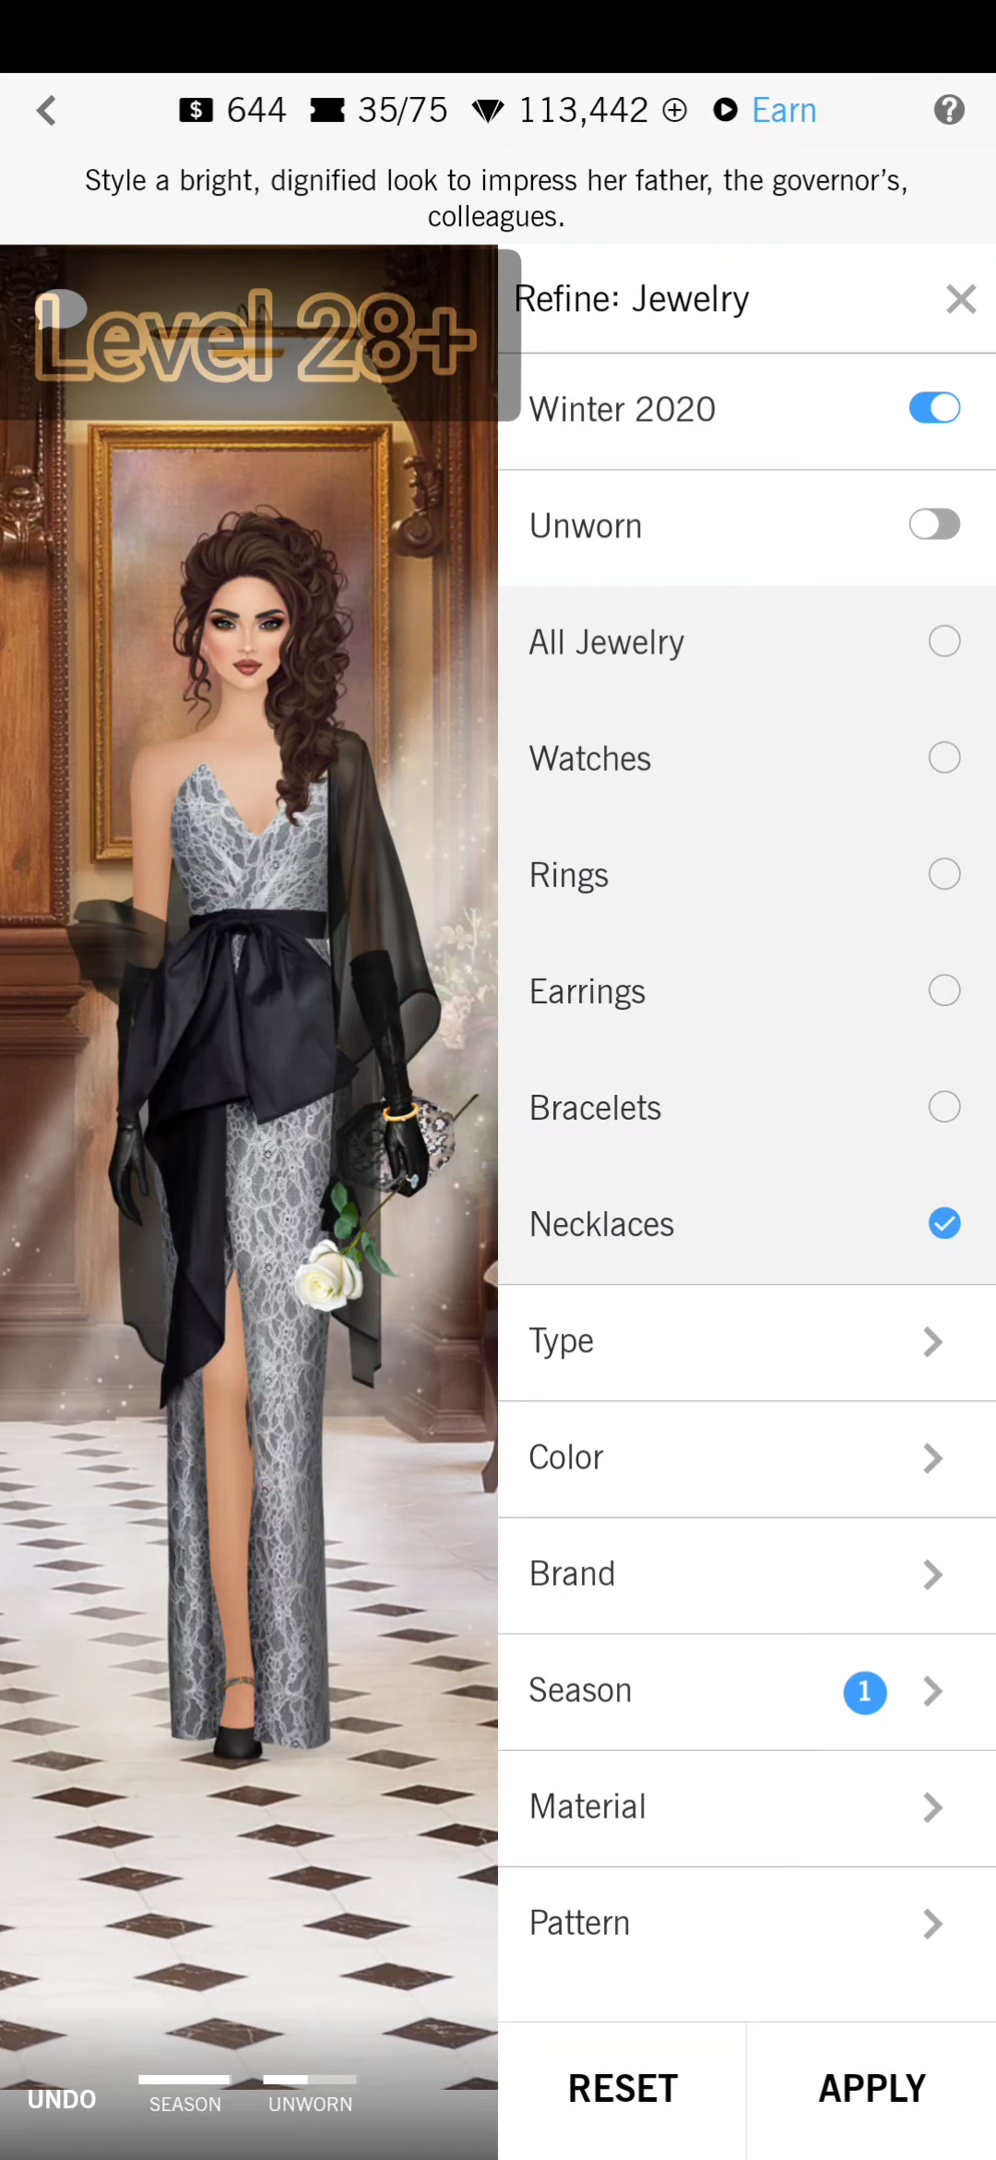 644 35/75 113,442 Earn
Style a bright, dignified look to impress her father, the governor’s,
colleagues.
Level 28+
Refine: Jewelry
Winter 2020
Unworn
All Jewelry
Watches
Rings
Earrings
Bracelets
Necklaces
Type
Color
Brand
Season 1
Material
Pattern
UNDO
SEASON
UNWORN
RESET
APPLY